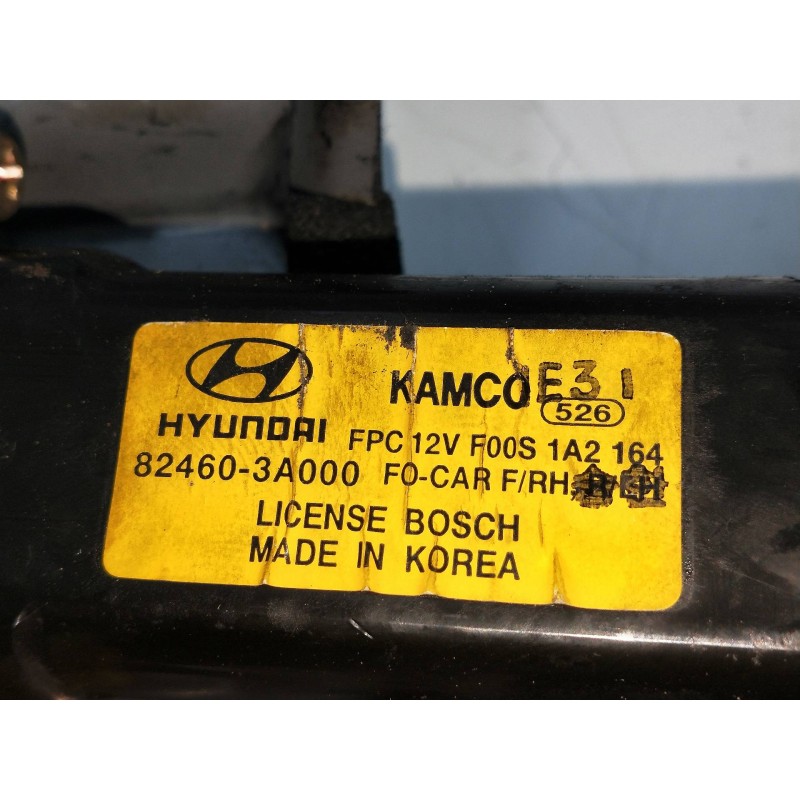 KAMCO E31
526
HYUNDAI FPC 12V F00S 1A2 164
82460-3A000 FO-CAR F/RH,
LICENSE BOSCH
MADE IN KOREA